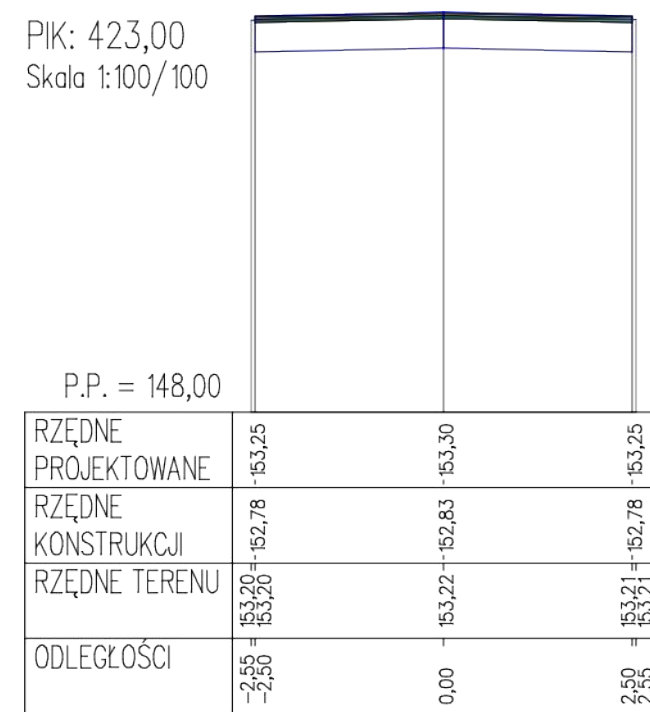 PIK: 423,00
Skala 1:100/100
P.P. = 148,00
RZĘDNE
PROJEKTOWANE
153,25
153,30
153,25
RZĘDNE
KONSTRUKCJI
152,78
152,83
152,78
RZĘDNE TERENU
153,20
153,20
153,22
153,21
153,21
ODLEGŁOŚCI
-2,55
-2,50
0,00
2,50
2,55